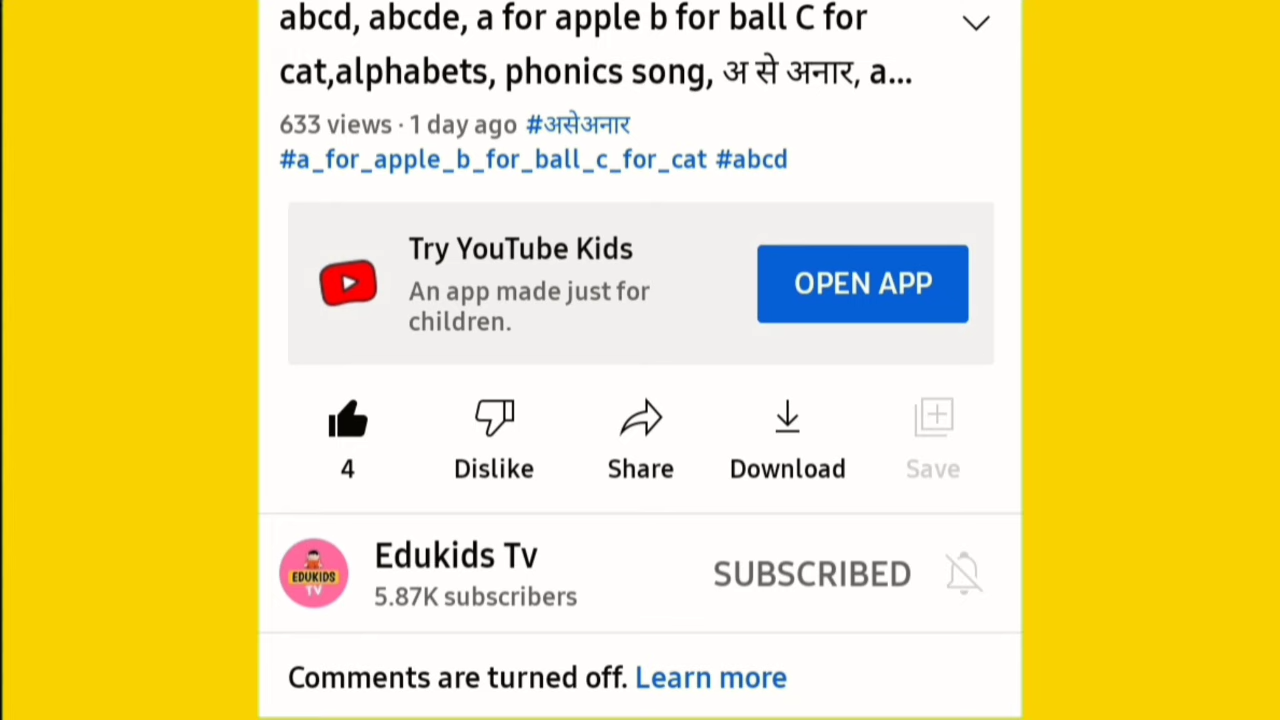 abcd, abcde, a for apple b for ball C for
cat,alphabets, phonics song, अ से अनार, a...
633 views · 1 day ago #असेअनार
#a_for_apple_b_for_ball_c_for_cat #abcd
Try YouTube Kids
An app made just for
children.
OPEN APP
4
Dislike
Share
Download
Save
EDUKIDS
TV
Edukids Tv
5.87K subscribers
SUBSCRIBED
Comments are turned off. Learn more